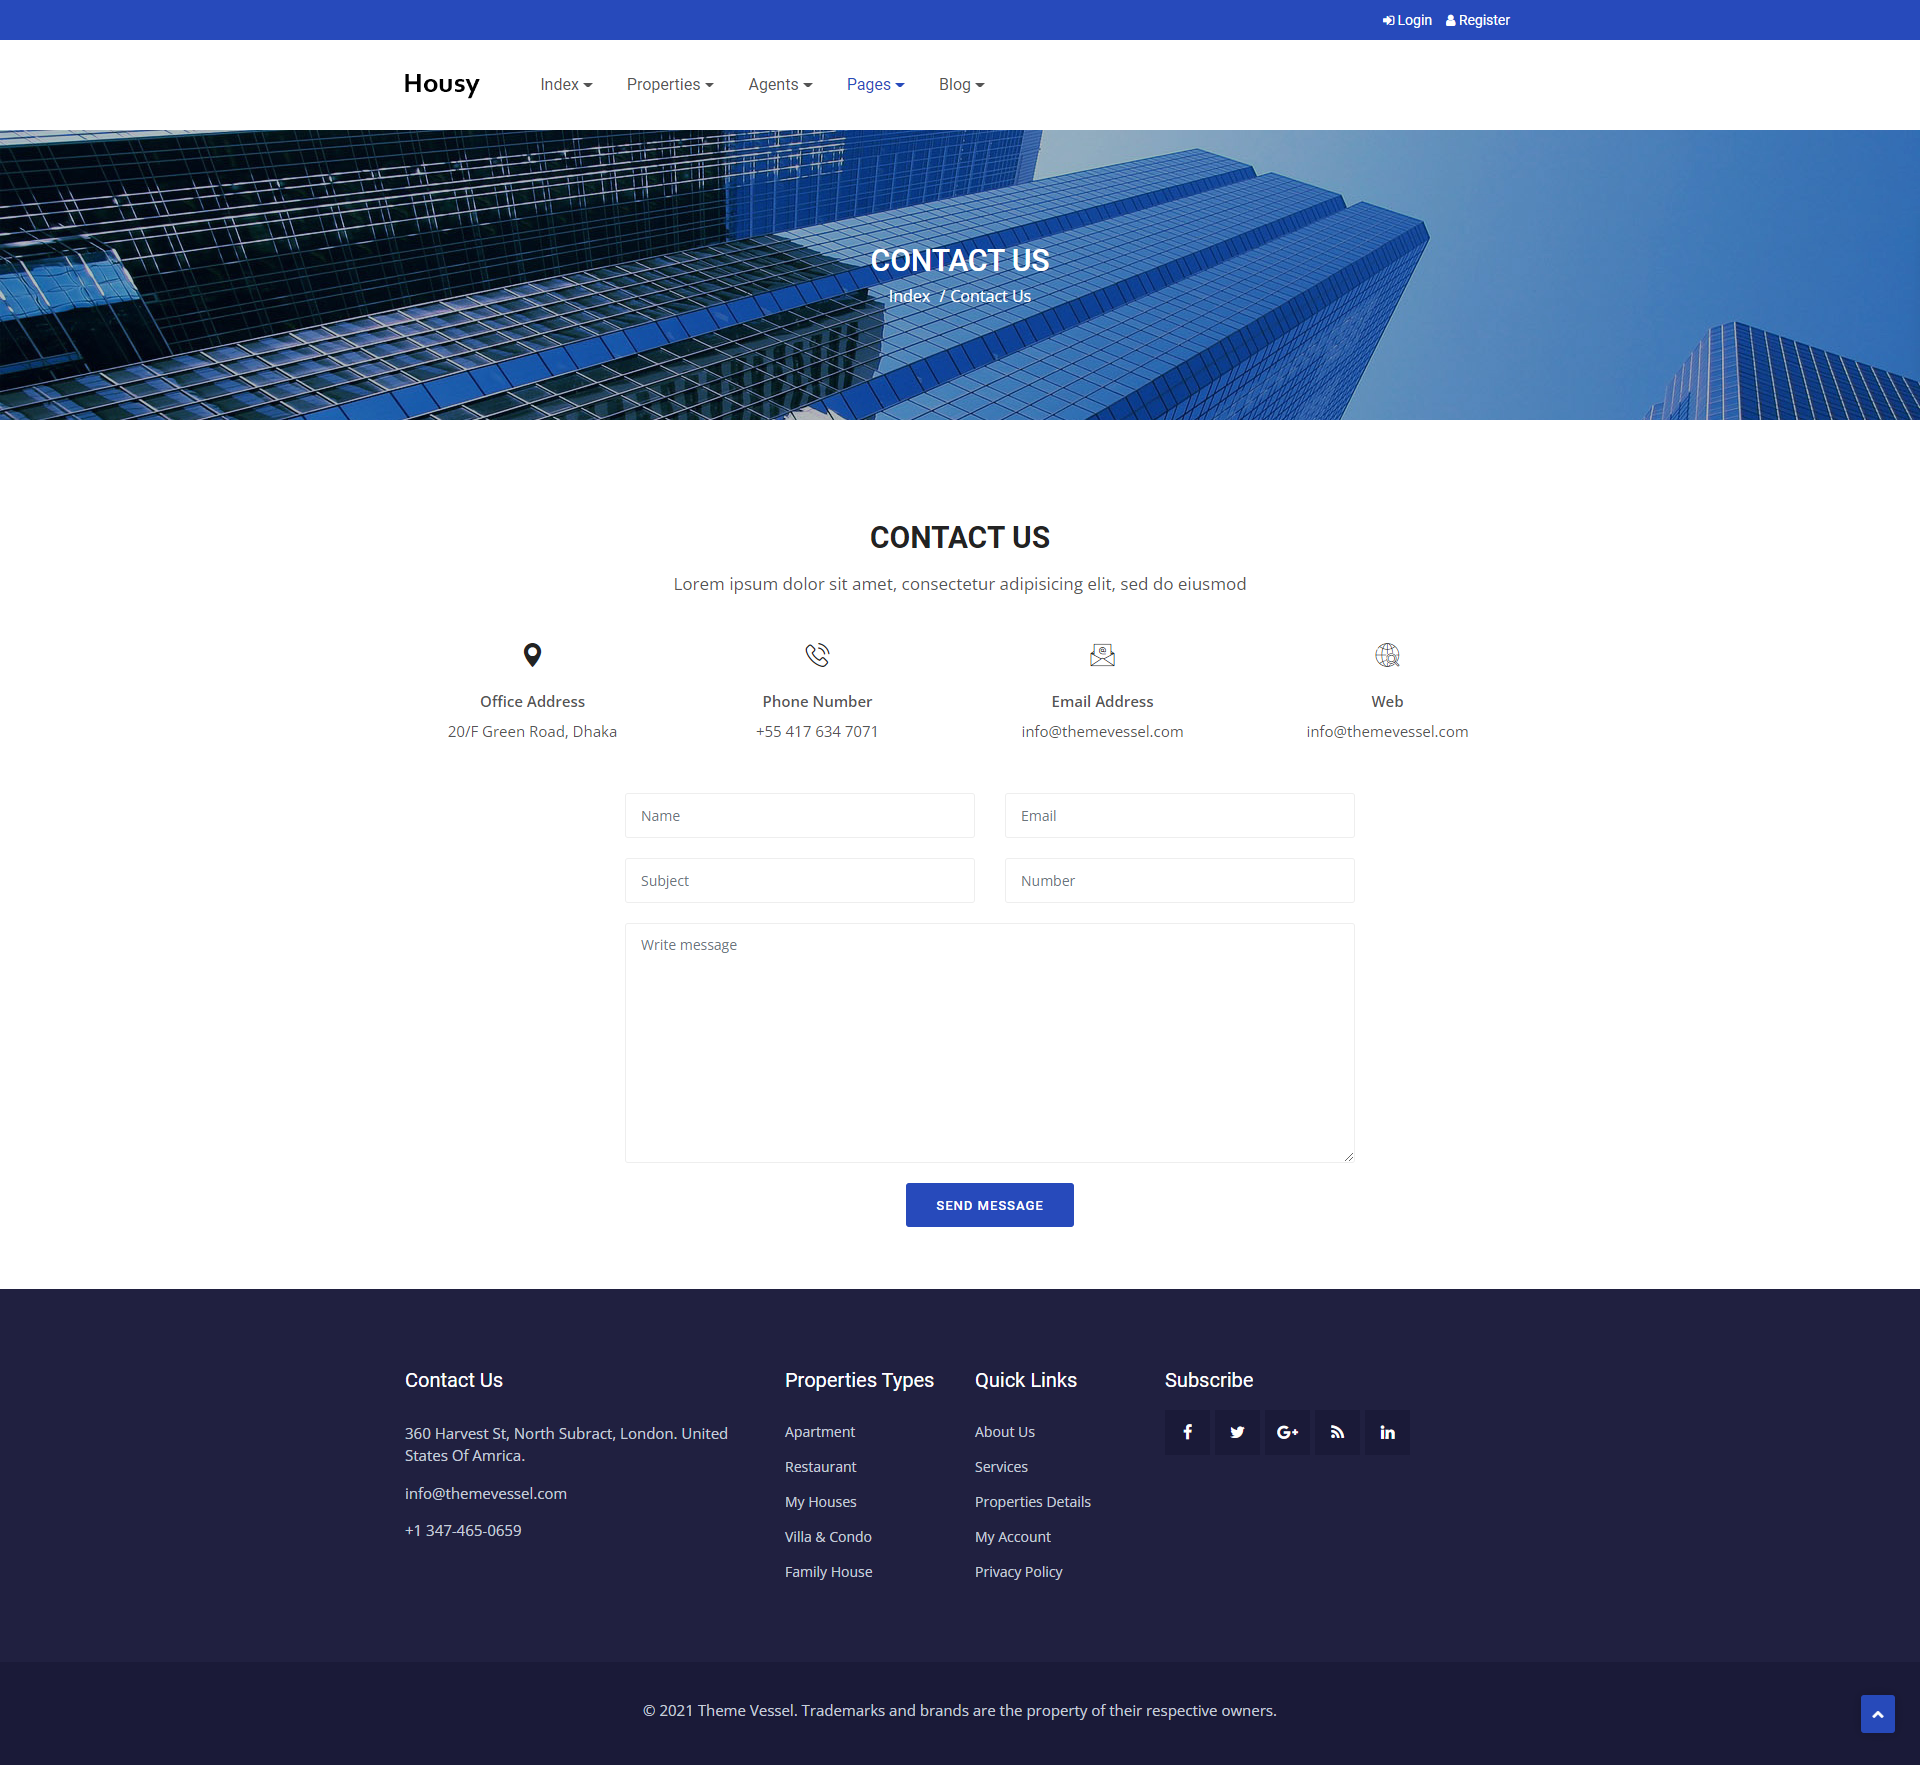 Login Register
Housy Index Properties Agents Pages Blog
CONTACT US
Index / Contact Us
CONTACT US
Lorem ipsum dolor sit amet, consectetur adipisicing elit, sed do eiusmod
Office Address
20/F Green Road, Dhaka
Phone Number
+55 417 634 7071
Email Address
info@themevessel.com
Web
info@themevessel.com
Name
Email
Subject
Number
Write message
SEND MESSAGE
Contact Us
360 Harvest St, North Subract, London. United
States Of Amrica.
info@themevessel.com
+1 347-465-0659
Properties Types
Apartment
Restaurant
My Houses
Villa & Condo
Family House
Quick Links
About Us
Services
Properties Details
My Account
Privacy Policy
Subscribe
© 2021 Theme Vessel. Trademarks and brands are the property of their respective owners.